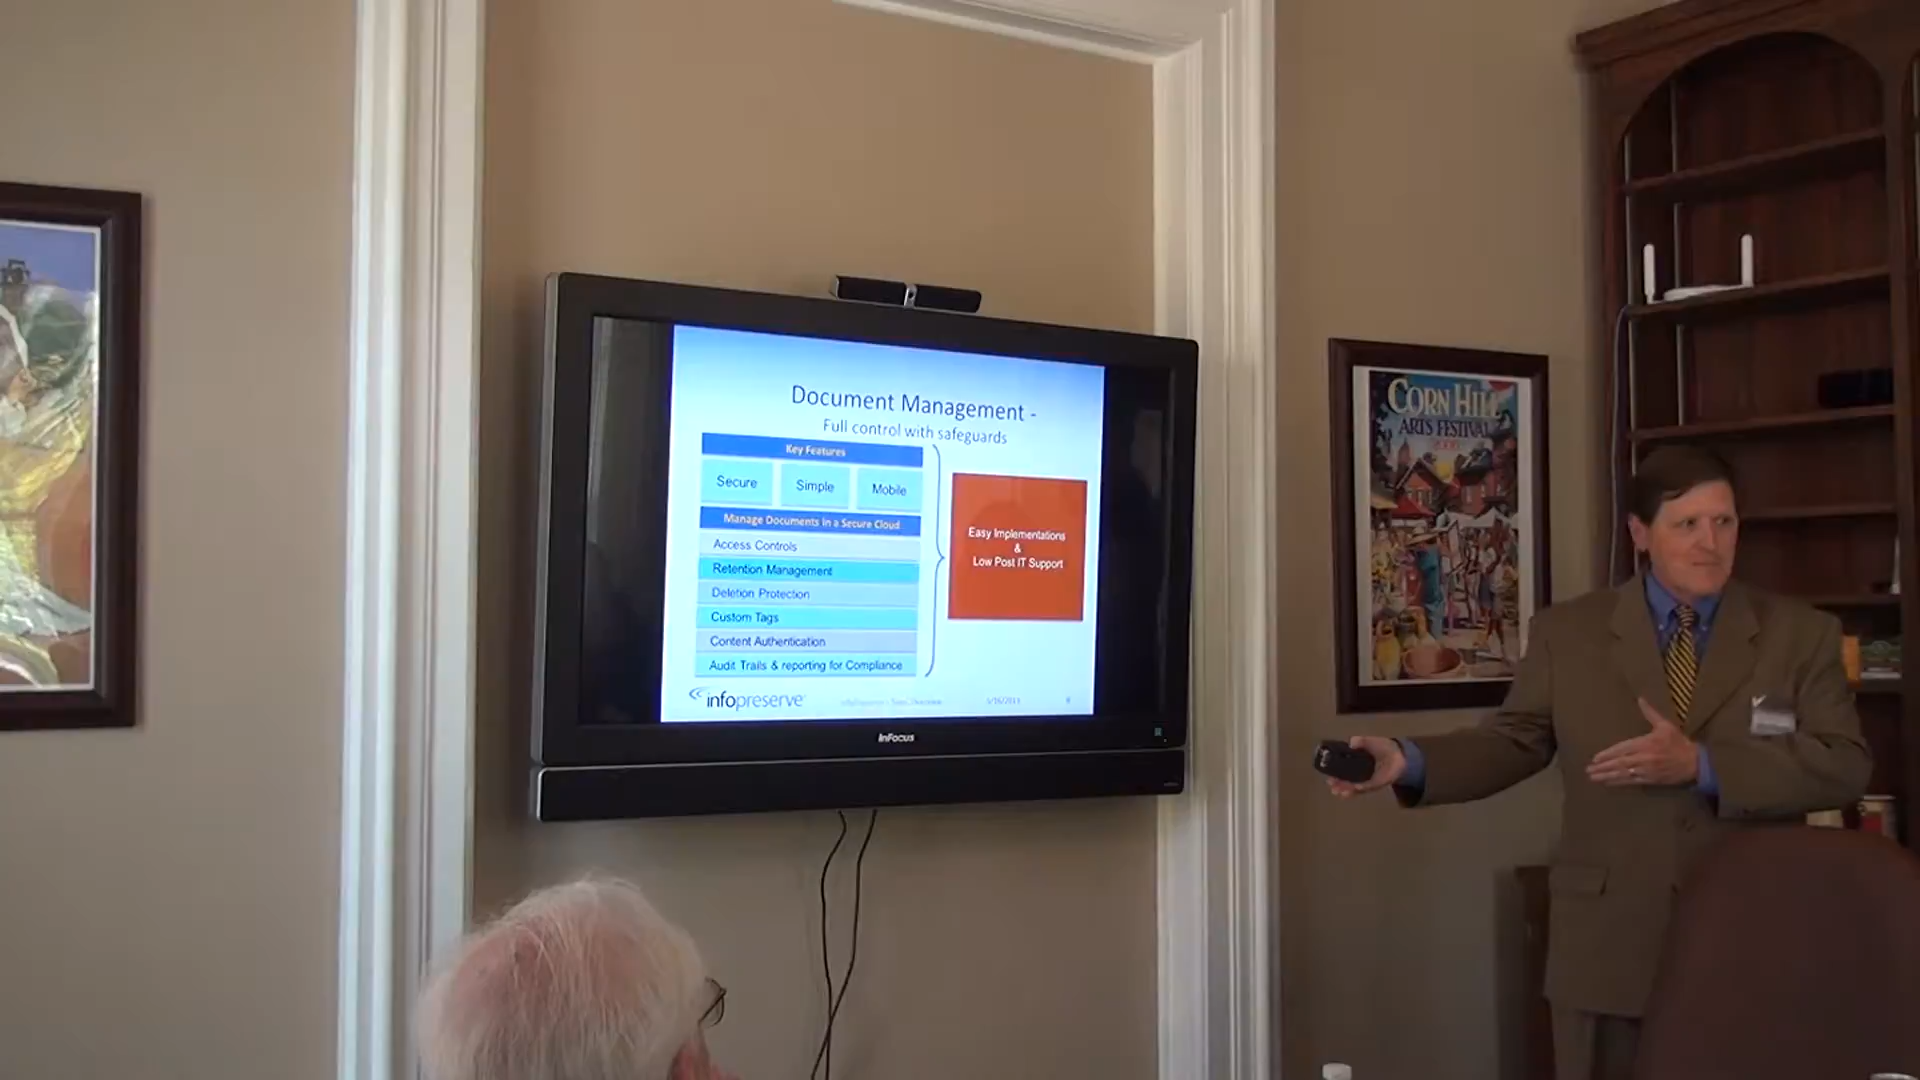 Document Management -
Full control with safeguards
Key Features
Secure
Simple
Mobile
Manage Documents in a Secure Cloud
Access Controls
Retention Management
Deletion Protection
Custom Tags
Content Authentication
Audit Trails & reporting for Compliance
Easy Implementations
&
Low Post IT Support
infopreserve
InFocus
CORN HILL
ARTS FESTIVAL